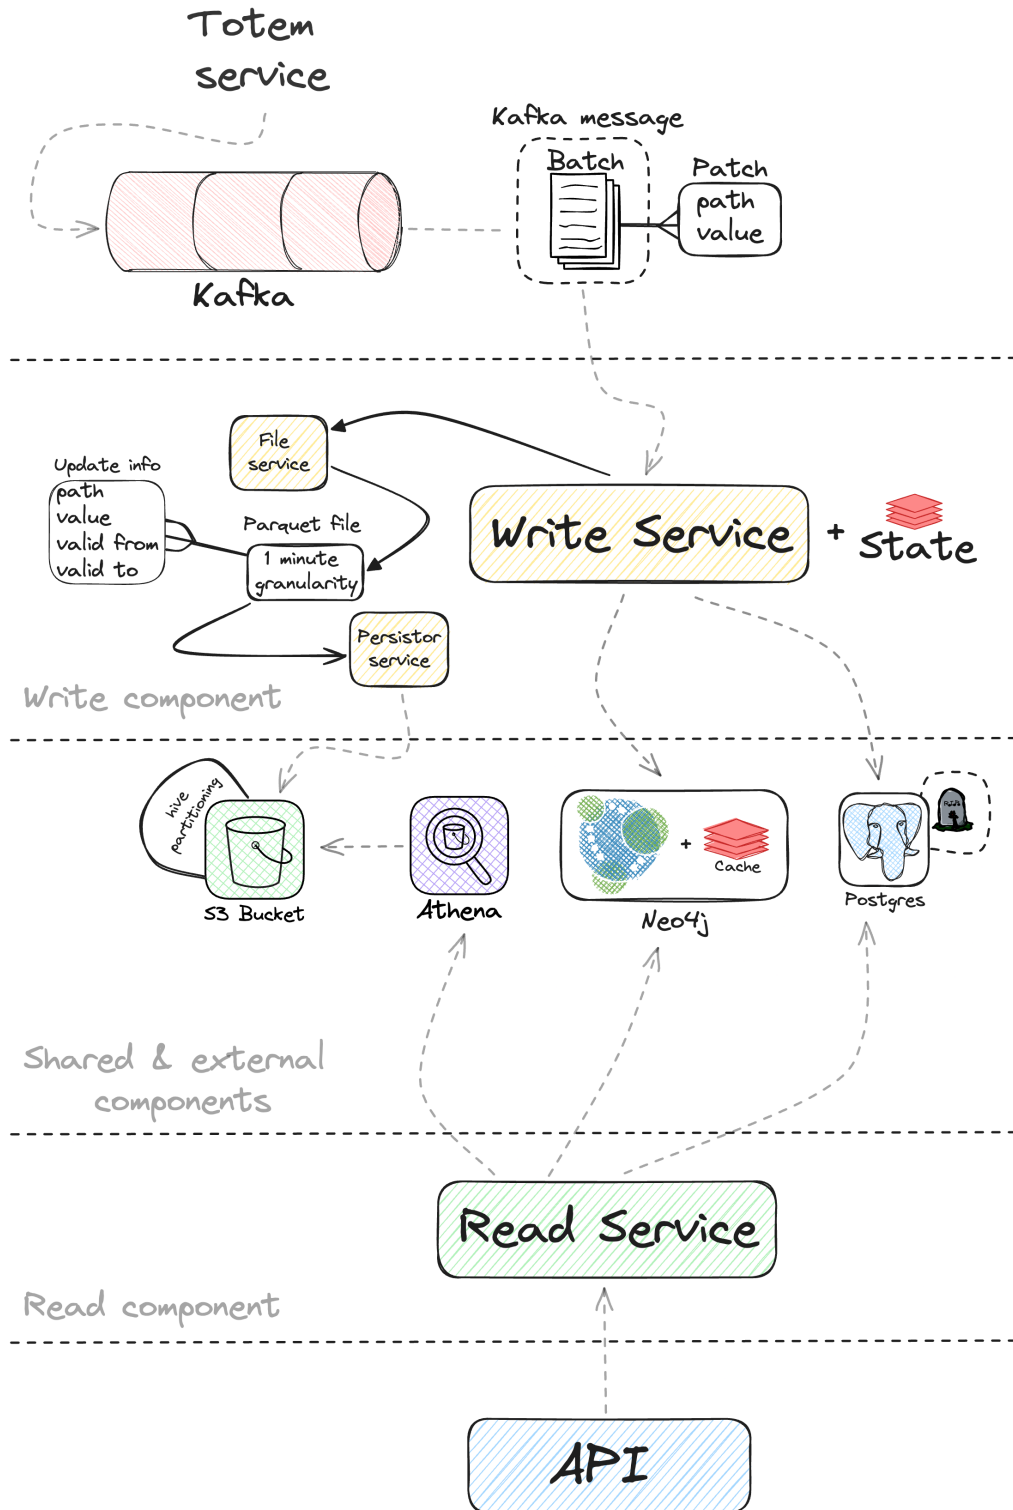 Totem
service
Kafka message
Batch
Patch
path
value
Kafka
File
service
Update info
path
value
valid from
valid to
Parquet file
1 minute
granularity
Write Service
+
State
Persistor
service
Write component
hive
partitioning
S3 Bucket
Athena
+
Cache
Neo4j
Postgres
Shared & external
components
Read Service
Read component
API